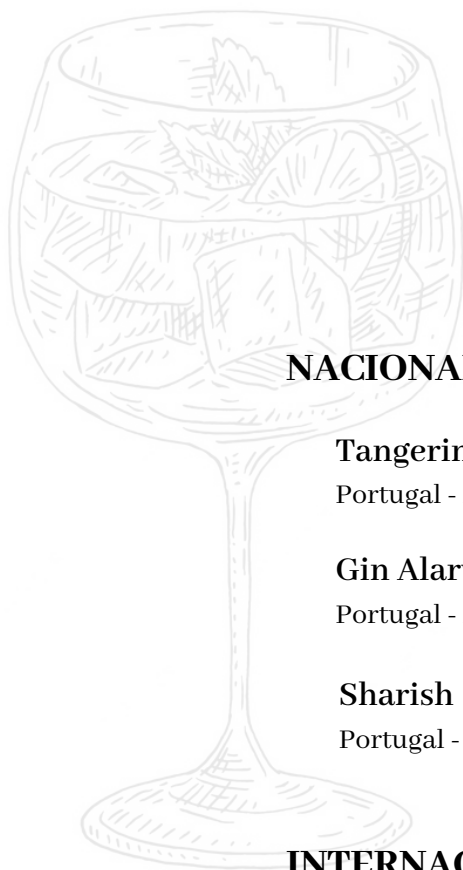 NACIONA
Tangerin
Portugal -
Gin Alar
Portugal -
Sharish
Portugal -
INTERNAC